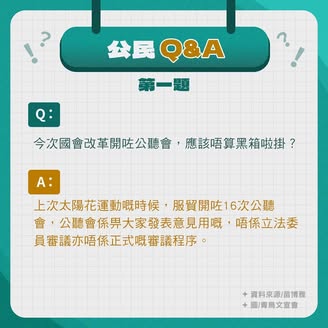 公民 Q&A
第一題
Q:
今次國會改革開咗公聽會，應該唔算黑箱啦掛？
A:
上次太陽花運動嘅時候，服貿開咗16次公聽
會，公聽會係畀大家發表意見用嘅，唔係立法委
員審議亦唔係正式嘅審議程序。
+ 資料來源/苗博雅
+ 圖/青鳥文宣會